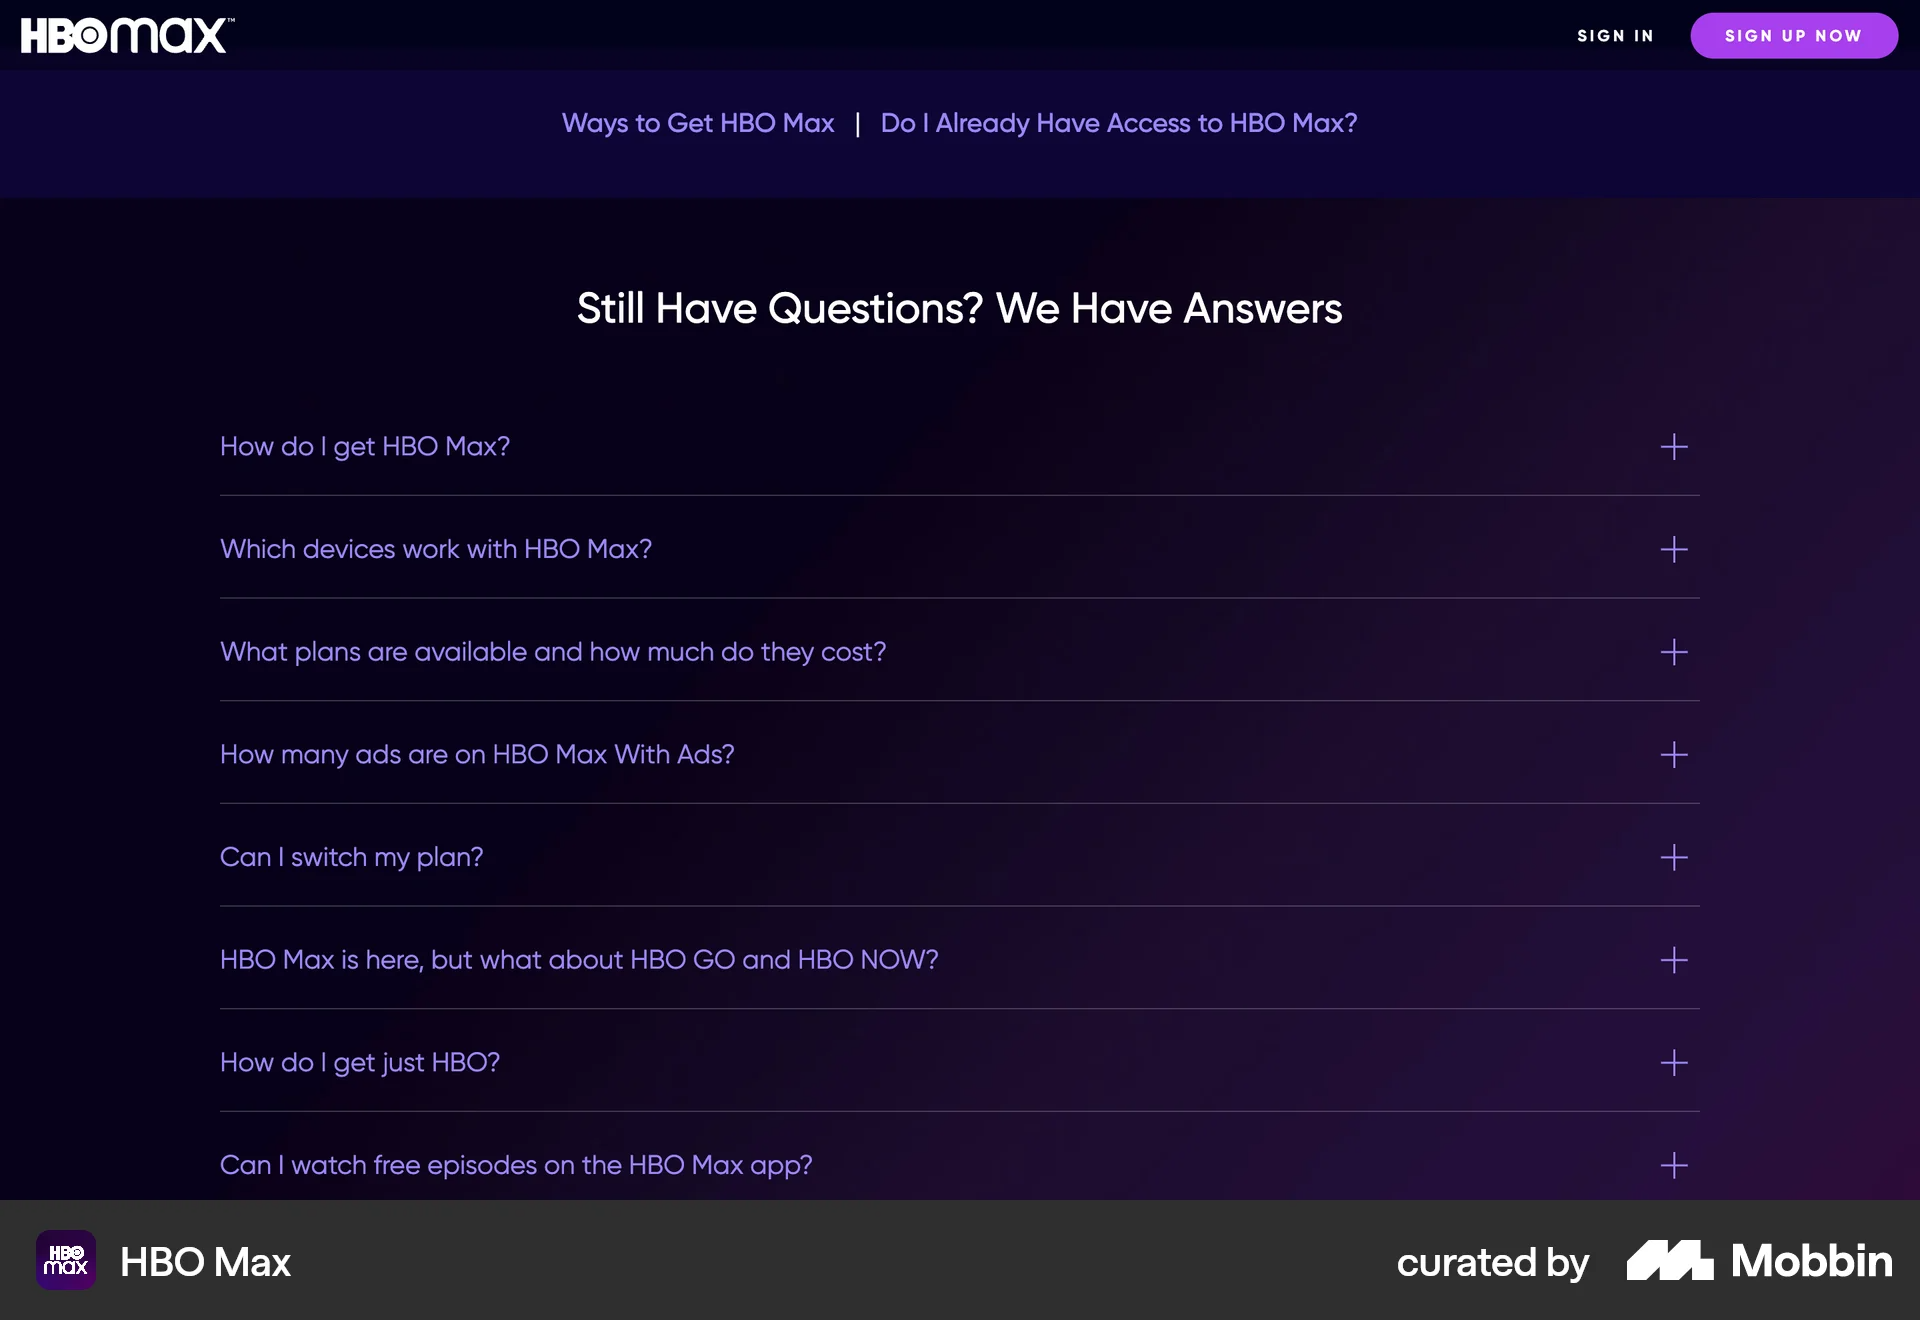 HBOmax™
SIGN IN
SIGN UP NOW
Ways to Get HBO Max | Do I Already Have Access to HBO Max?
Still Have Questions? We Have Answers
How do I get HBO Max?
Which devices work with HBO Max?
What plans are available and how much do they cost?
How many ads are on HBO Max With Ads?
Can I switch my plan?
HBO Max is here, but what about HBO GO and HBO NOW?
How do I get just HBO?
Can I watch free episodes on the HBO Max app?
HBO
max
HBO Max
curated by
Mobbin